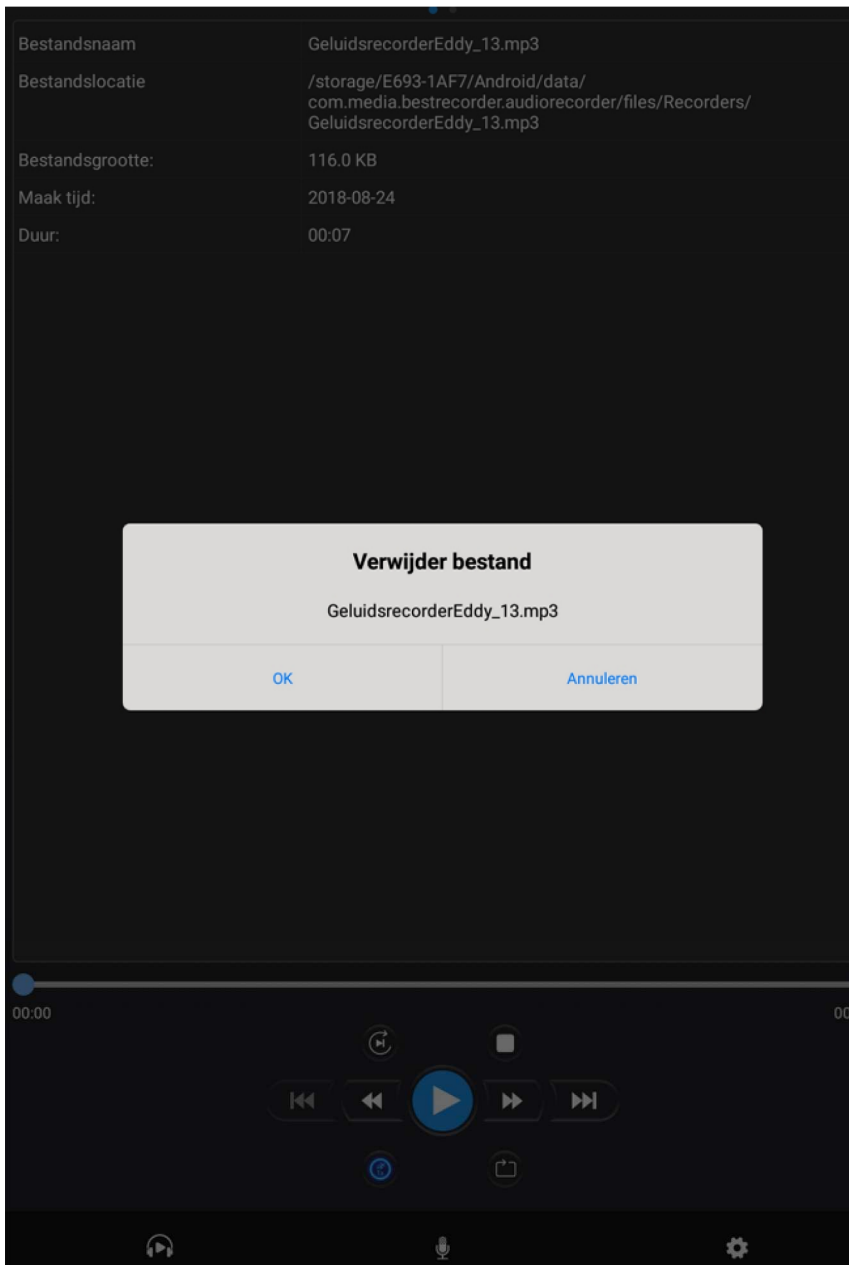 Bestandsnaam GeluidsrecorderEddy_13.mp3
Bestandslocatie /storage/E693-1AF7/Android/data/
com.media.bestrecorder.audiorecorder/files/Recorders/
GeluidsrecorderEddy_13.mp3
Bestandsgrootte: 116.0 KB
Maak tijd: 2018-08-24
Duur: 00:07
Verwijder bestand
GeluidsrecorderEddy_13.mp3
OK Annuleren
00:00 00